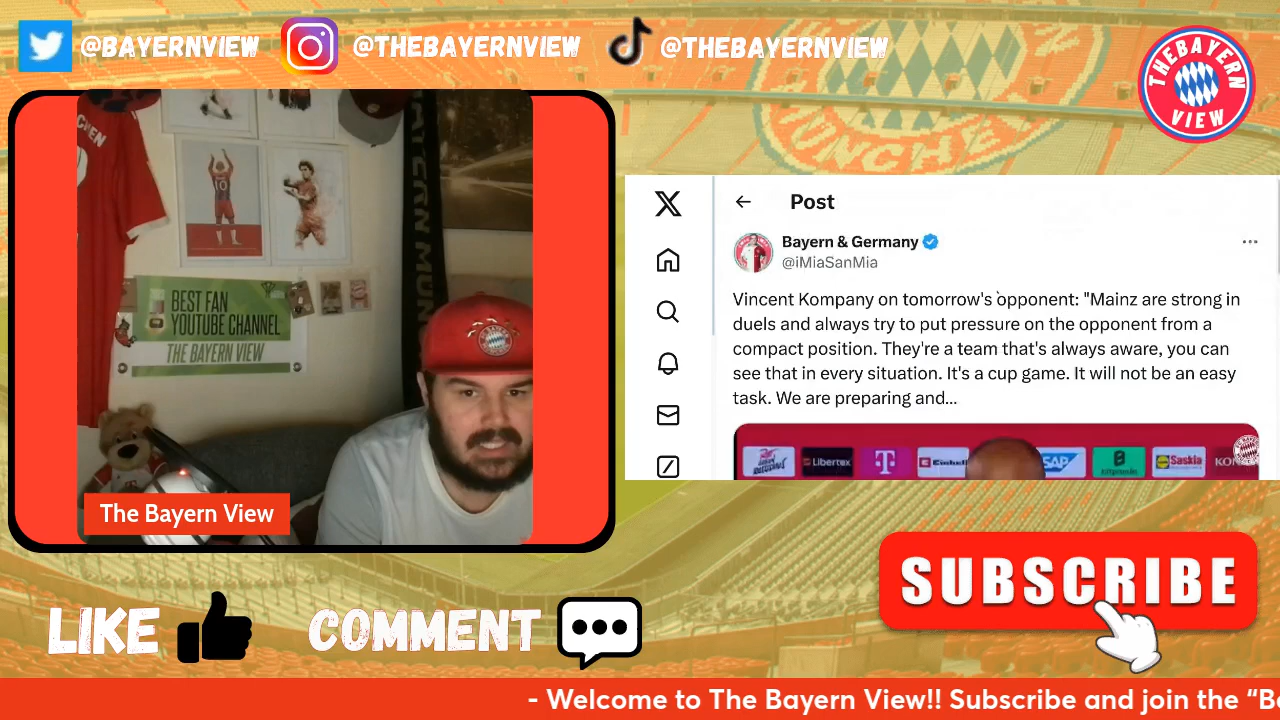 @BAYERNVIEW
@THEBAYERNVIEW
@THEBAYERNVIEW
THEBAYERN
VIEW
BEST FAN
YOUTUBE CHANNEL
THE BAYERN VIEW
The Bayern View
Post
Bayern & Germany
@iMiaSanMia
Vincent Kompany on tomorrow's opponent: "Mainz are strong in
duels and always try to put pressure on the opponent from a
compact position. They're a team that's always aware, you can
see that in every situation. It's a cup game. It will not be an easy
task. We are preparing and...
Libertex
T
SAP
Saskia
LIKE
COMMENT
SUBSCRIBE
- Welcome to The Bayern View!! Subscribe and join the “B